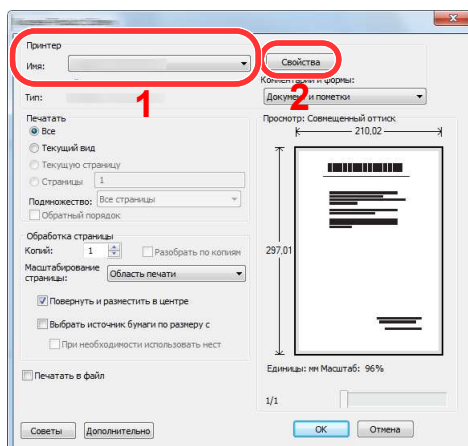 Принтер
Имя:
Свойства
1
2
Комментарии и формы:
Тип:
Документ и пометки
Печатать
Все
Текущий вид
Текущую страницу
Страницы
1
Подмножество:
Все страницы
Обратный порядок
Просмотр: Совмещенный оттиск
210,02
297,01
Обработка страницы
Копий:
1
Разобрать по копиям
Масштабирование
страницы:
Область печати
Повернуть и разместить в центре
Выбрать источник бумаги по размеру с
При необходимости использовать нест
Печатать в файл
Единицы: мм Масштаб: 96%
1/1
Советы
Дополнительно
OK
Отмена